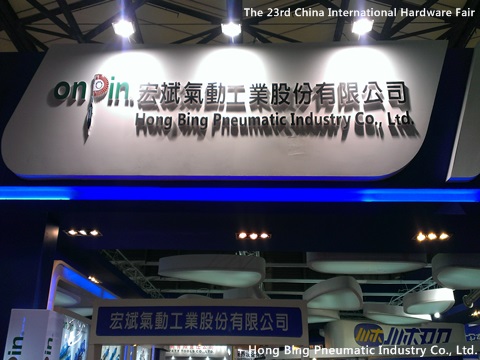 The 23rd China International Hardware Fair
onpin. 宏斌氣動工業股份有限公司
Hong Bing Pneumatic Industry Co., Ltd.
宏斌氣動工業股份有限公司
Hong Bing Pneumatic Industry Co., Ltd.